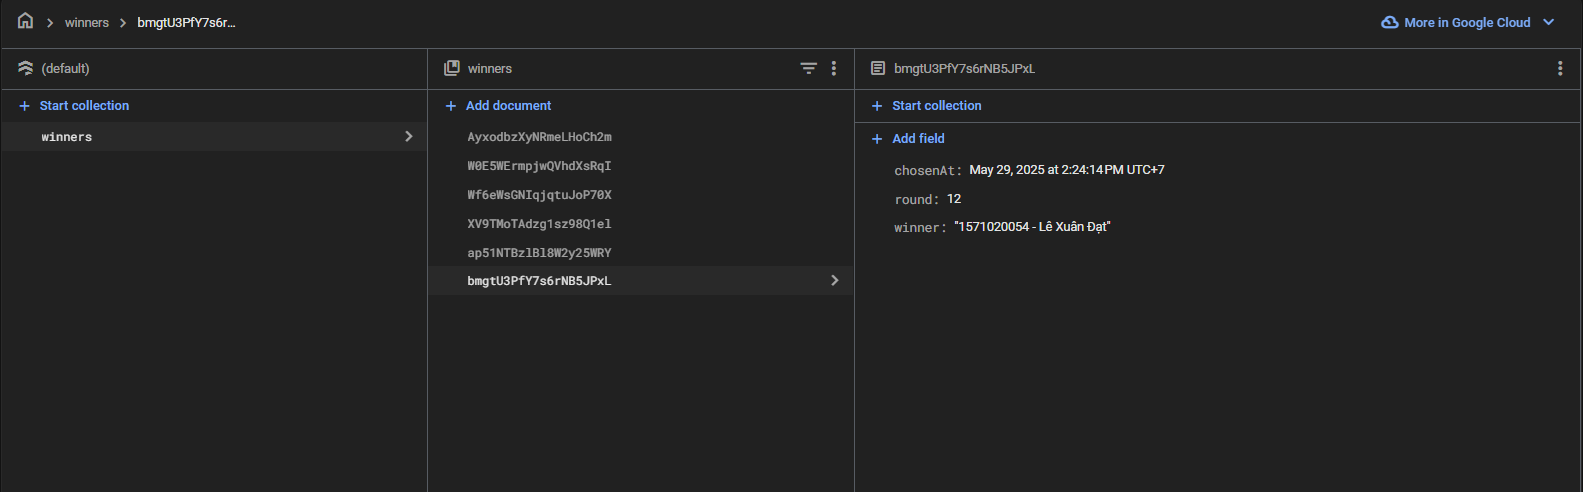 winners
bmgtU3PfY7s6r...
More in Google Cloud
(default)
Start collection
winners
winners
Add document
AyxodbzXyNRmeLHoCh2m
W0E5WErmpjwQVhdXsRqI
Wf6eWsGNIqjqtuJoP70X
XV9TMoTAdzg1sz98Q1el
ap51NTBzlBl8W2y25WRY
bmgtU3PfY7s6rNB5JPxL
bmgtU3PfY7s6rNB5JPxL
Start collection
Add field
chosenAt: May 29, 2025 at 2:24:14 PM UTC+7
round: 12
winner: "1571020054 - Lê Xuân Đạt"